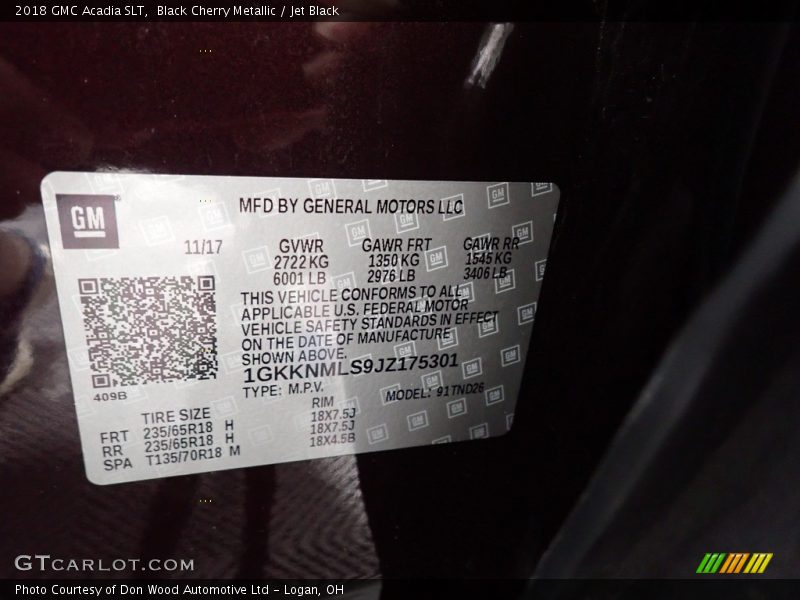 2018 GMC Acadia SLT,  Black Cherry Metallic / Jet Black
GM
MFD BY GENERAL MOTORS LLC
11/17
GVWR GAWR FRT GAWR RR
2722 KG 1350 KG 1545 KG
6001 LB 2976 LB 3406 LB
THIS VEHICLE CONFORMS TO ALL
APPLICABLE U.S. FEDERAL MOTOR
VEHICLE SAFETY STANDARDS IN EFFECT
ON THE DATE OF MANUFACTURE
SHOWN ABOVE.
1GKKNMLS9JZ175301
TYPE: M.P.V. MODEL: 91TND26
409B
TIRE SIZE RIM
FRT 235/65R18 H 18X7.5J
RR 235/65R18 H 18X7.5J
SPA T135/70R18 M 18X4.5B
GTCARLOT.COM
Photo Courtesy of Don Wood Automotive Ltd - Logan, OH